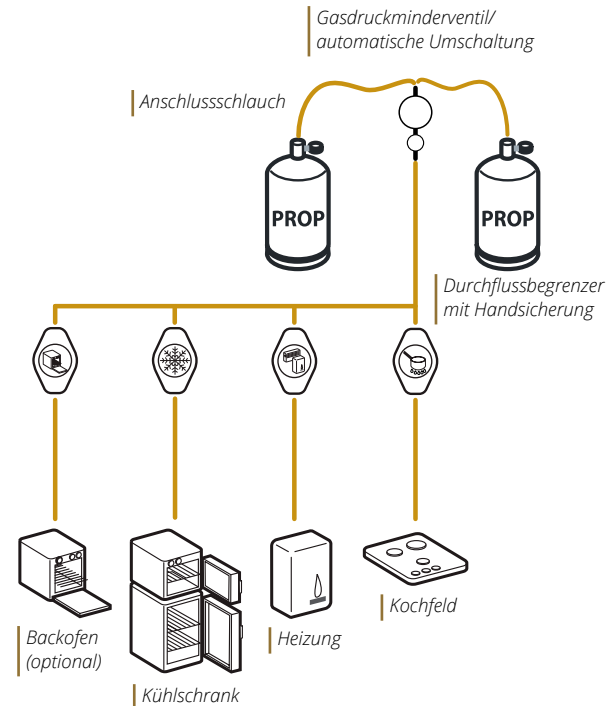 Gasdruckminderventil/
automatische Umschaltung
Anschlussschlauch
PROP
PROP
Durchflussbegrenzer
mit Handsicherung
Backofen
(optional)
Kühlschrank
Heizung
Kochfeld